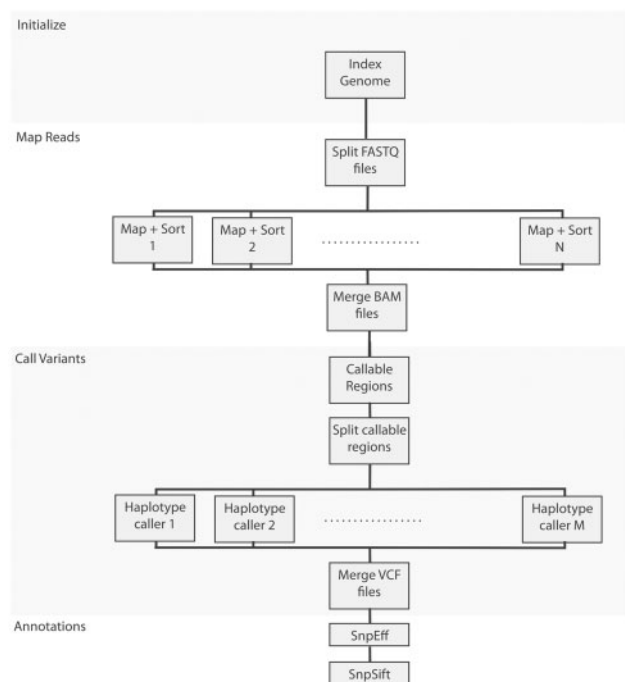 Initialize
Index
Genome
Map Reads
Split FASTQ
files
Map + Sort
1
Map + Sort
2
.....................
Map + Sort
N
Merge BAM
files
Call Variants
Callable
Regions
Split callable
regions
Haplotype
caller 1
Haplotype
caller 2
.....................
Haplotype
caller M
Merge VCF
files
Annotations
SnpEff
SnpSift